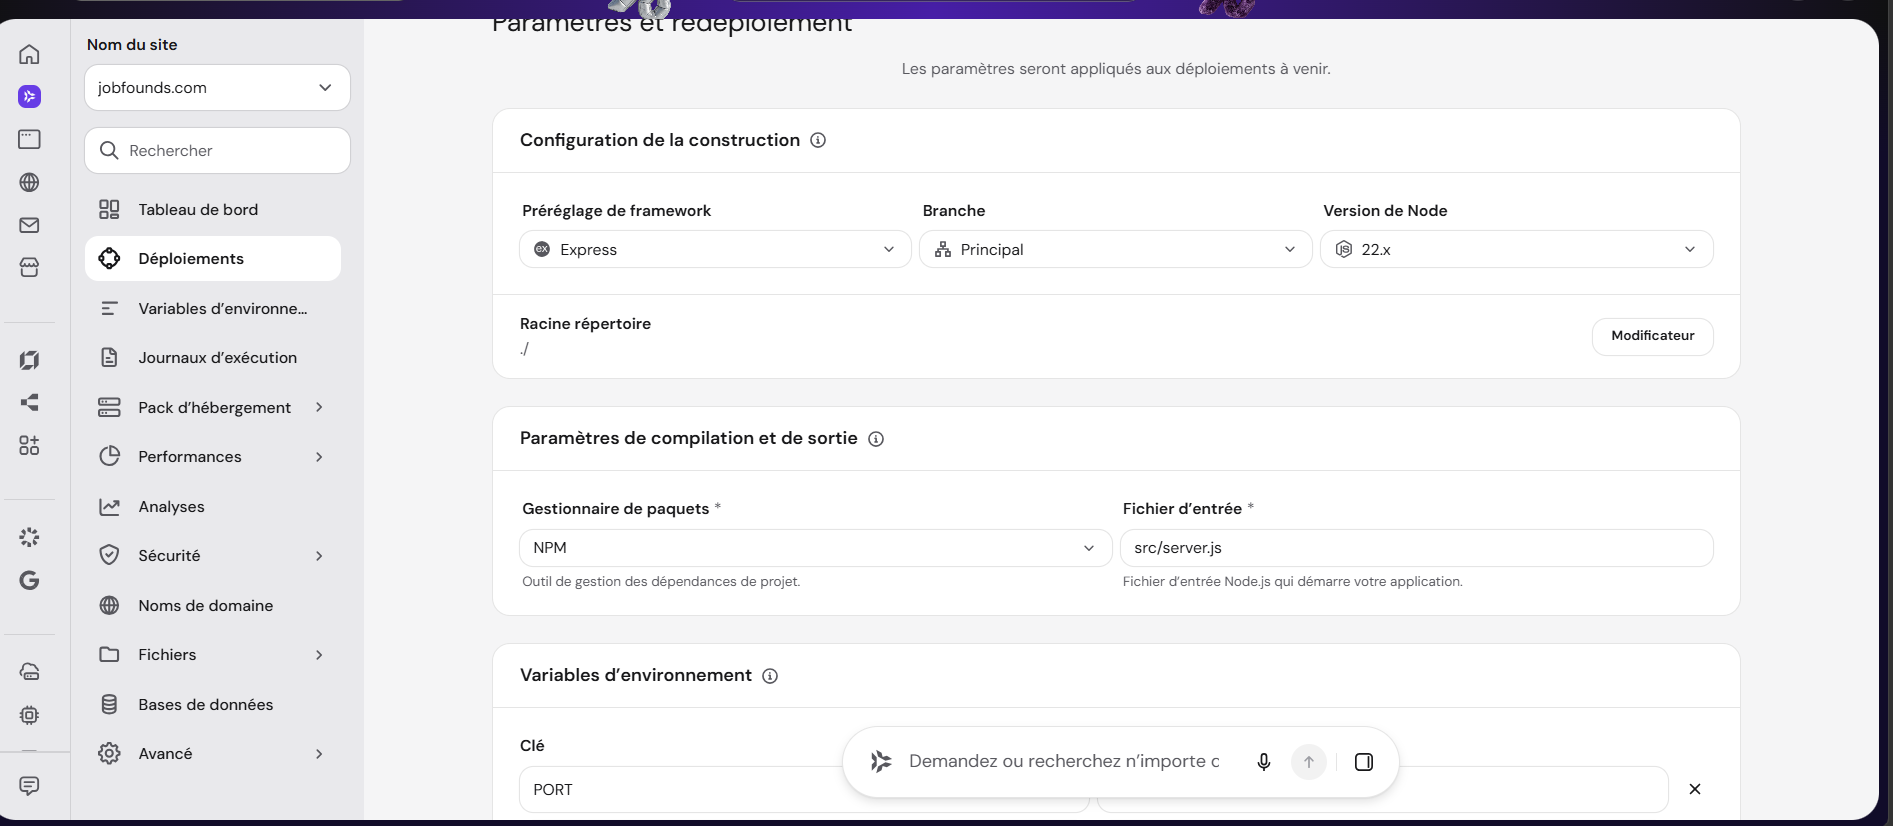 Paramètres et redéploiement
Nom du site
jobfounds.com
Rechercher
Tableau de bord
Déploiements
Variables d'environne...
Journaux d'exécution
Pack d'hébergement
Performances
Analyses
Sécurité
Noms de domaine
Fichiers
Bases de données
Avancé
Les paramètres seront appliqués aux déploiements à venir.
Configuration de la construction
Préréglage de framework
Branche
Version de Node
Express
Principal
22.x
Racine répertoire
./
Modificateur
Paramètres de compilation et de sortie
Gestionnaire de paquets *
Fichier d'entrée *
NPM
src/server.js
Outil de gestion des dépendances de projet.
Fichier d'entrée Node.js qui démarre votre application.
Variables d'environnement
Clé
PORT
Demandez ou recherchez n'importe c